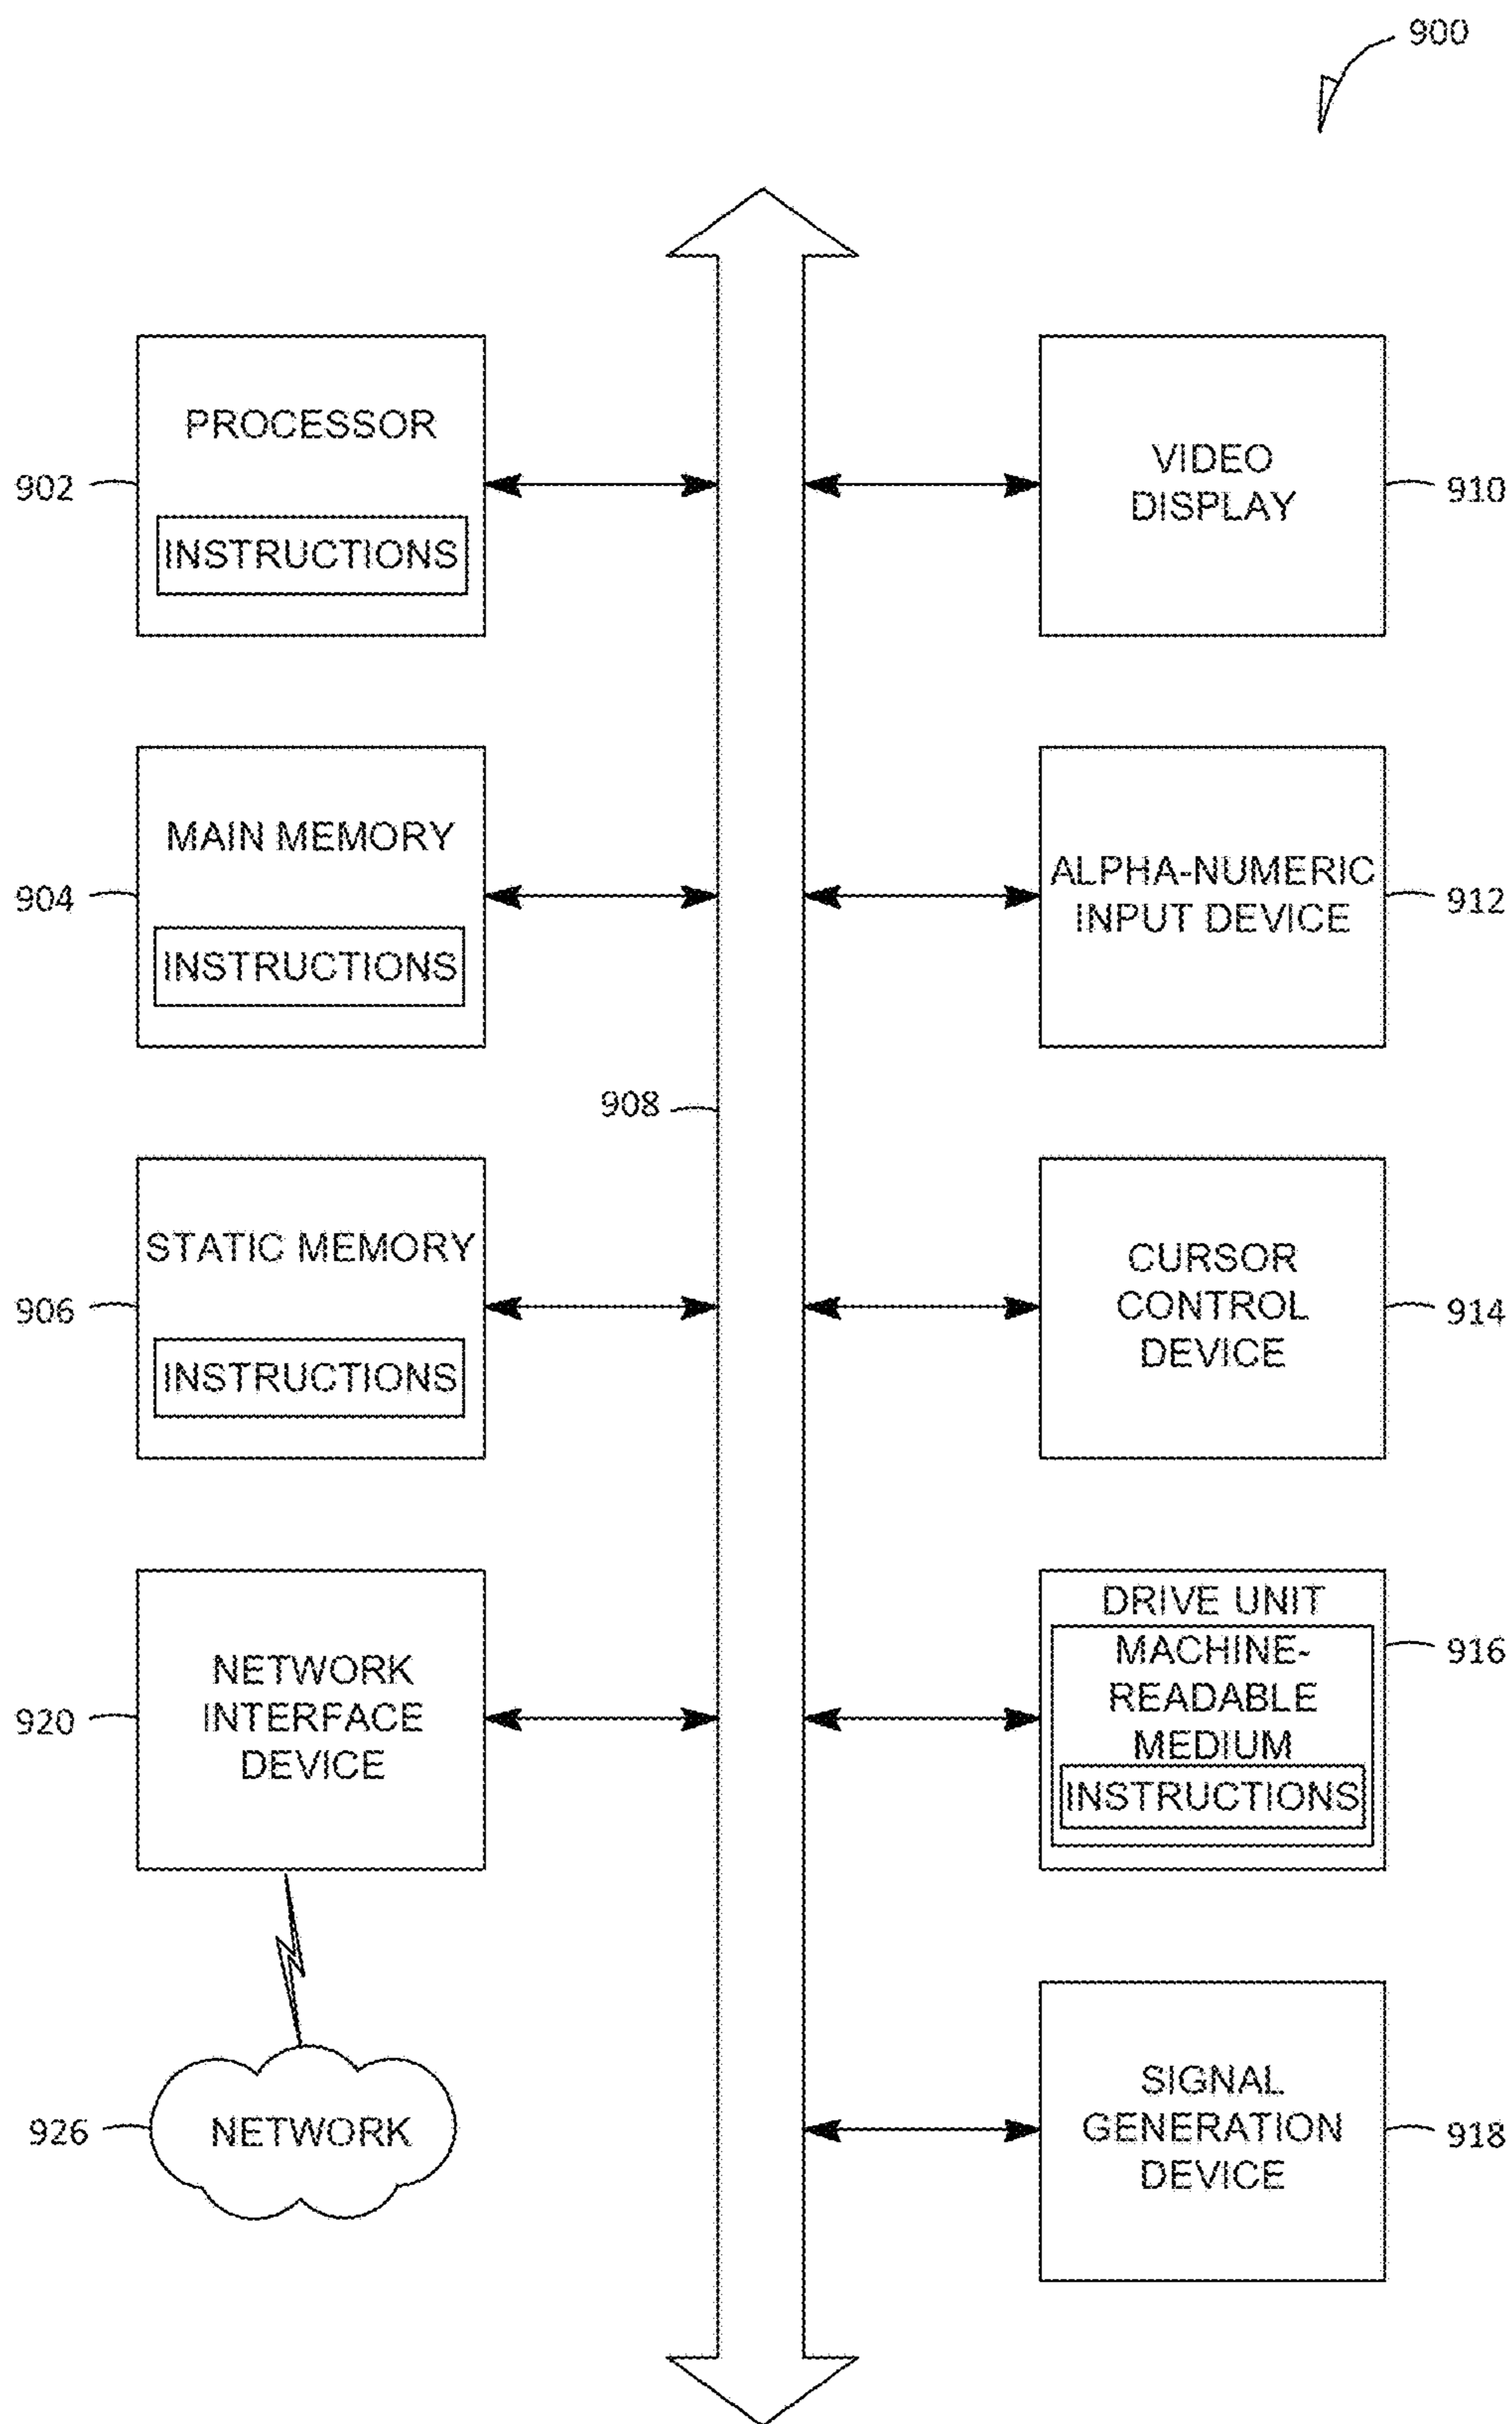 900
PROCESSOR
INSTRUCTIONS
902
VIDEO
DISPLAY
910
MAIN MEMORY
INSTRUCTIONS
904
ALPHA-NUMERIC
INPUT DEVICE
912
908
STATIC MEMORY
INSTRUCTIONS
906
CURSOR
CONTROL
DEVICE
914
NETWORK
INTERFACE
DEVICE
920
DRIVE UNIT
MACHINE-
READABLE
MEDIUM
INSTRUCTIONS
916
NETWORK
926
SIGNAL
GENERATION
DEVICE
918